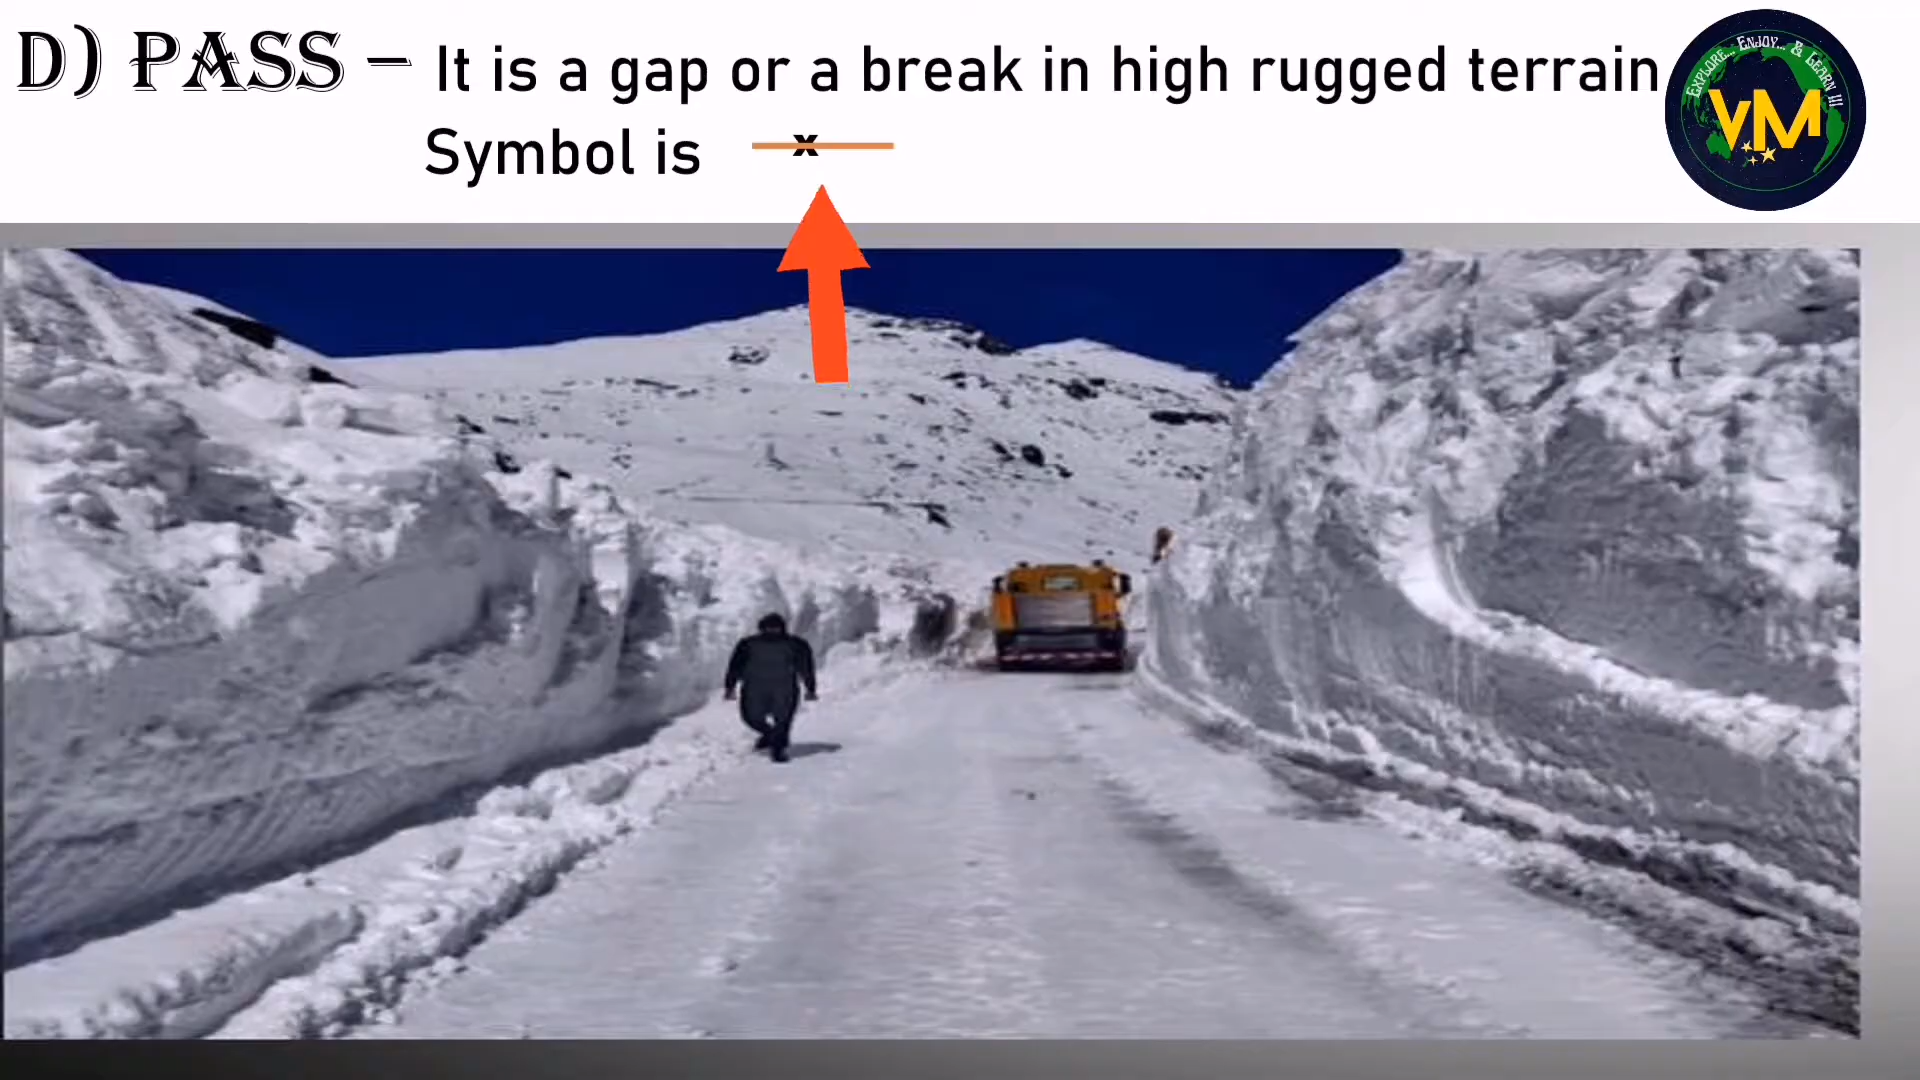 D) PASS – It is a gap or a break in high rugged terrain
Symbol is x
EXPLORE... ENJOY... & LEARN !!!
VM